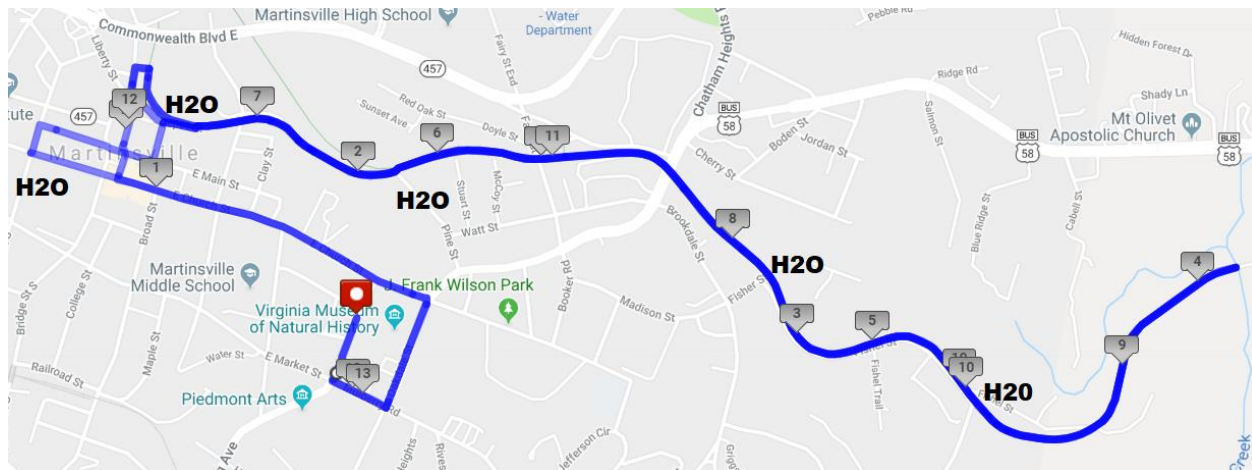 Martinsville High School
- Water
Department
Commonwealth Blvd E
Liberty St
457
457
Fairy St Ext
Chatham Heights
Pebble Rd
Hidden Forest Dr
Shady Ln
Mt Olivet
Apostolic Church
Ridge Rd
BUS
58
BUS
58
BUS
58
12
H2O
7
Red Oak St
Sunset Ave
Doyle St
11
6
2
Boden St
Jordan St
Cherry St
Salmon St
Martinsville
1
H2O
E Main St
Clay St
E Church St
Broad St
H2O
Stuart St
McCoy St
Watt St
Pine St
Brookdale St
8
H2O
Blue Ridge St
Cabell St
4
Martinsville
Middle School
J. Frank Wilson Park
Virginia Museum
of Natural History
Booker Rd
Madison St
Fisher St
3
5
Fishel Trail
10
9
H20
Bridge St S
College St
Maple St
Railroad St
Water St
E Market St
13
Piedmont Arts
Jefferson Cir
Creek